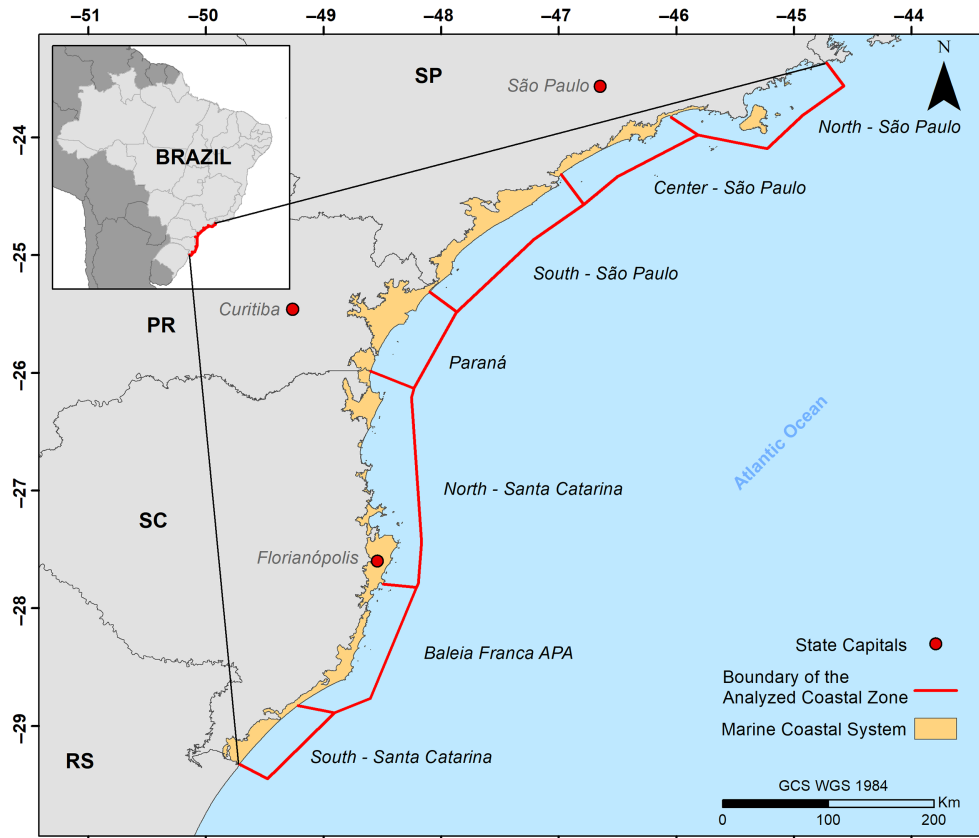 −51 −50 −49 −48 −47 −46 −45 −44
−24
−25
−26
−27
−28
−29
BRAZIL
SP
São Paulo
N
North - São Paulo
Center - São Paulo
South - São Paulo
Curitiba
PR
Paraná
Atlantic Ocean
North - Santa Catarina
SC
Florianópolis
Baleia Franca APA
South - Santa Catarina
RS
State Capitals
Boundary of the
Analyzed Coastal Zone
Marine Coastal System
GCS WGS 1984
Km
0 100 200